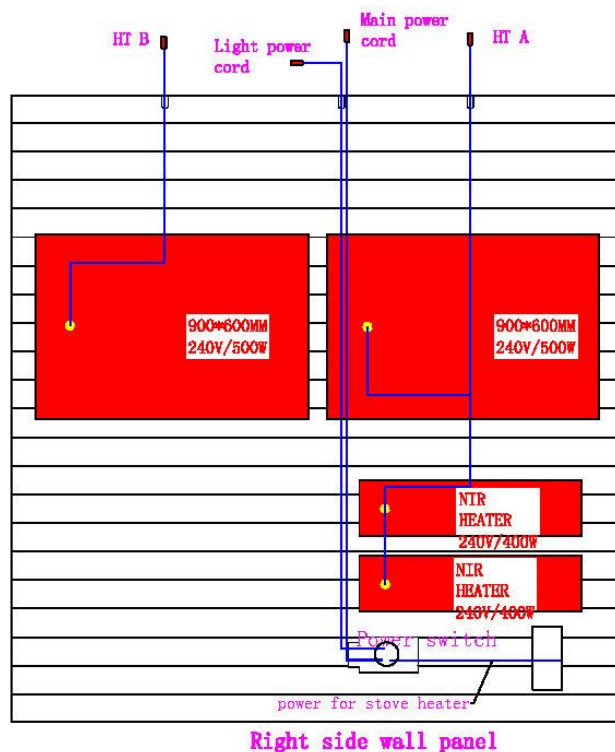 HT B
Light power
cord
Main power
cord
HT A
900*600MM
240V/500W
900*600MM
240V/500W
NIR
HEATER
240V/400W
NIR
HEATER
240V/400W
Power switch
power for stove heater
Right side wall panel